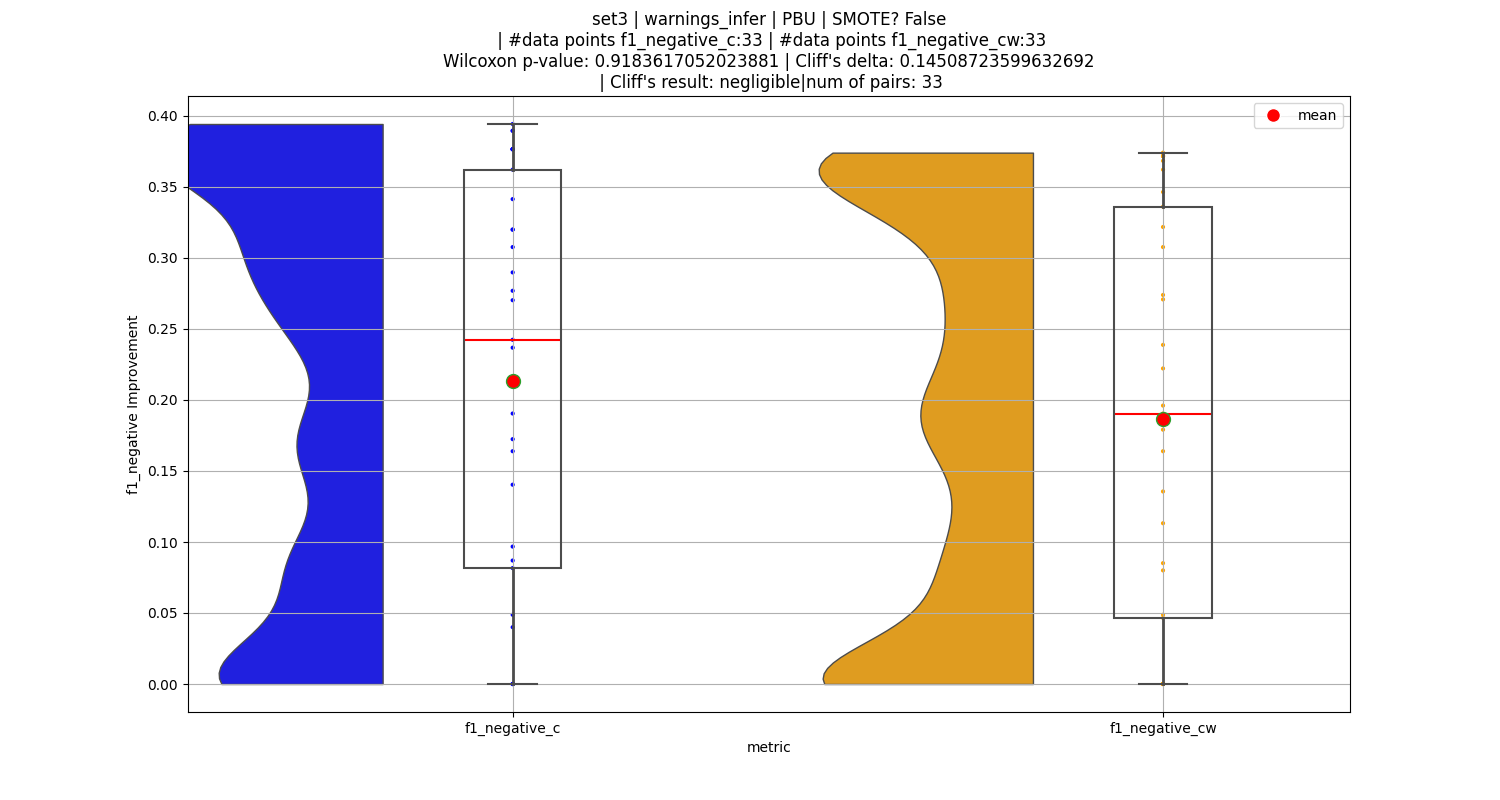 set3 | warnings_infer | PBU | SMOTE? False
| #data points f1_negative_c:33 | #data points f1_negative_cw:33
Wilcoxon p-value: 0.9183617052023881 | Cliff's delta: 0.14508723599632692
| Cliff's result: negligible|num of pairs: 33
mean
f1_negative Improvement
0.40
0.35
0.30
0.25
0.20
0.15
0.10
0.05
0.00
f1_negative_c
f1_negative_cw
metric